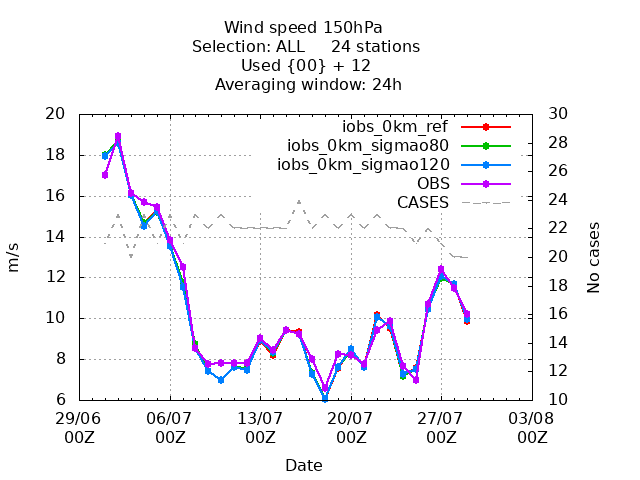 Wind speed 150hPa
Selection: ALL 24 stations
Used {00} + 12
Averaging window: 24h
20
18
16
14
12
10
8
6
m/s
30
28
26
24
22
20
18
16
14
12
10
No cases
iobs_0km_ref
iobs_0km_sigmao80
iobs_0km_sigmao120
OBS
CASES
29/06 06/07 13/07 20/07 27/07 03/08
00Z 00Z 00Z 00Z 00Z 00Z
Date